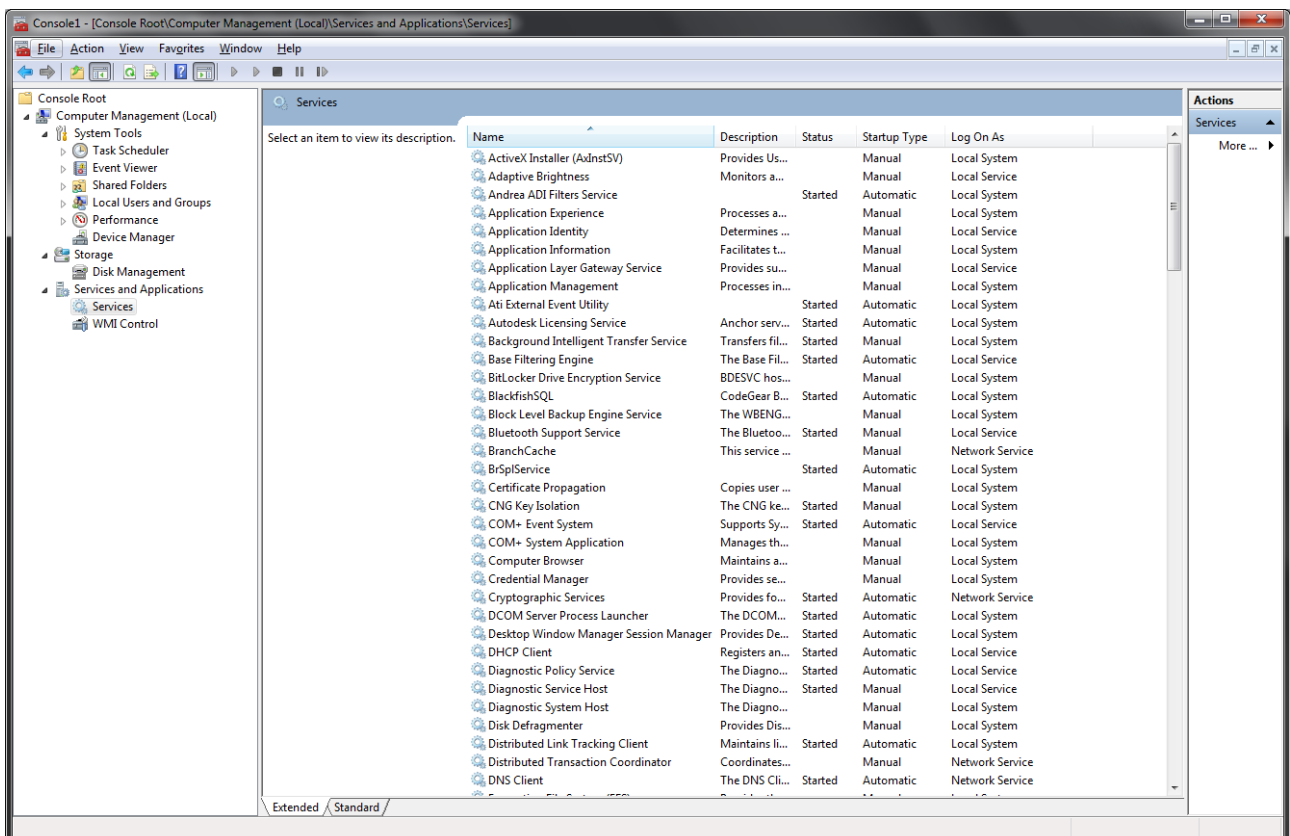 Console1 - [Console Root\Computer Management (Local)\Services and Applications\Services]
File Action View Favorites Window Help
Console Root
Computer Management (Local)
System Tools
Task Scheduler
Event Viewer
Shared Folders
Local Users and Groups
Performance
Device Manager
Storage
Disk Management
Services and Applications
Services
WMI Control
Services
Select an item to view its description.
Name Description Status Startup Type Log On As
ActiveX Installer (AxInstSV) Provides Us... Manual Local System
Adaptive Brightness Monitors a... Manual Local Service
Andrea ADI Filters Service Started Automatic Local System
Application Experience Processes a... Manual Local System
Application Identity Determines ... Manual Local Service
Application Information Facilitates t... Manual Local System
Application Layer Gateway Service Provides su... Manual Local Service
Application Management Processes in... Manual Local System
Ati External Event Utility Started Automatic Local System
Autodesk Licensing Service Anchor serv... Started Automatic Local System
Background Intelligent Transfer Service Transfers fil... Started Manual Local System
Base Filtering Engine The Base Fil... Started Automatic Local Service
BitLocker Drive Encryption Service BDESVC hos... Manual Local System
BlackfishSQL CodeGear B... Started Automatic Local System
Block Level Backup Engine Service The WBENG... Manual Local System
Bluetooth Support Service The Bluetoo... Started Manual Local Service
BranchCache This service ... Manual Network Service
BrSplService Started Automatic Local System
Certificate Propagation Copies user ... Manual Local System
CNG Key Isolation The CNG ke... Started Manual Local System
COM+ Event System Supports Sy... Started Automatic Local Service
COM+ System Application Manages th... Manual Local System
Computer Browser Maintains a... Manual Local System
Credential Manager Provides se... Manual Local System
Cryptographic Services Provides fo... Started Automatic Network Service
DCOM Server Process Launcher The DCOM... Started Automatic Local System
Desktop Window Manager Session Manager Provides De... Started Automatic Local System
DHCP Client Registers an... Started Automatic Local Service
Diagnostic Policy Service The Diagno... Started Automatic Local Service
Diagnostic Service Host The Diagno... Started Manual Local Service
Diagnostic System Host The Diagno... Manual Local System
Disk Defragmenter Provides Dis... Manual Local System
Distributed Link Tracking Client Maintains li... Started Automatic Local System
Distributed Transaction Coordinator Coordinates... Manual Network Service
DNS Client The DNS Cli... Started Automatic Network Service
Extended Standard
Actions
Services
More ...